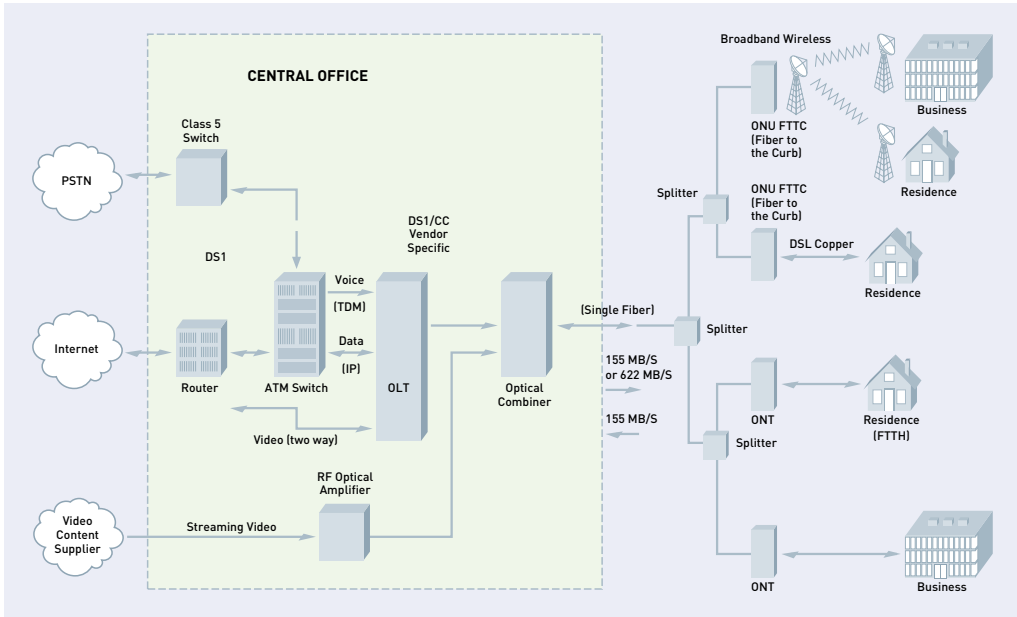 CENTRAL OFFICE
Class 5
Switch
PSTN
DS1
DS1/CC
Vendor
Specific
Voice
(TDM)
Data
(IP)
Internet
Router
ATM Switch
OLT
Optical
Combiner
Video (two way)
RF Optical
Amplifier
Video
Content
Supplier
Streaming Video
(Single Fiber)
155 MB/S
or 622 MB/S
155 MB/S
Splitter
Splitter
Splitter
Broadband Wireless
ONU FTTC
(Fiber to
the Curb)
Business
Residence
ONU FTTC
(Fiber to
the Curb)
DSL Copper
Residence
ONT
Residence
(FTTH)
ONT
Business